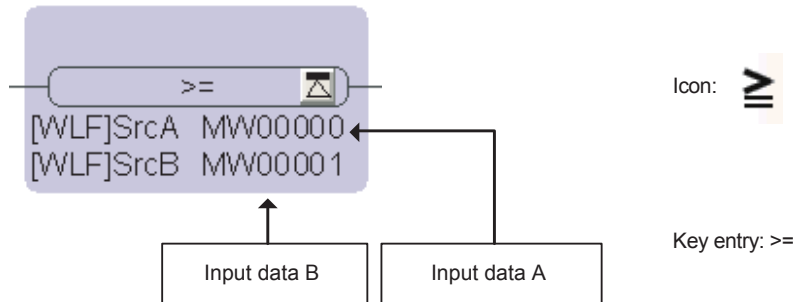 >=
[WLF]SrcA MW00000
[WLF]SrcB MW00001
Input data B
Input data A
Icon: ≧
Key entry: >=